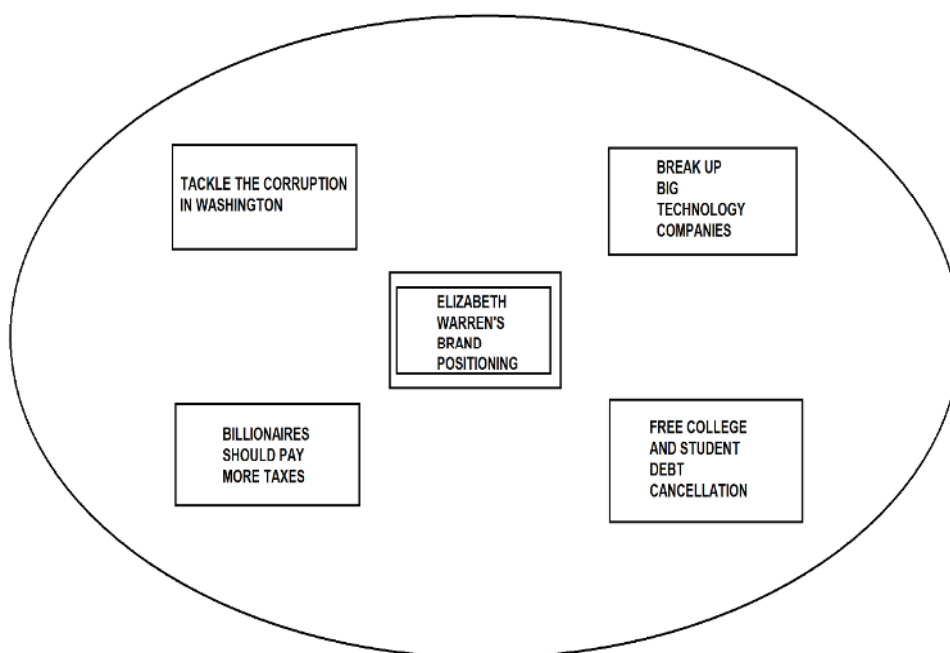 TACKLE THE CORRUPTION
IN WASHINGTON
BREAK UP
BIG
TECHNOLOGY
COMPANIES
ELIZABETH
WARREN'S
BRAND
POSITIONING
BILLIONAIRES
SHOULD PAY
MORE TAXES
FREE COLLEGE
AND STUDENT
DEBT
CANCELLATION